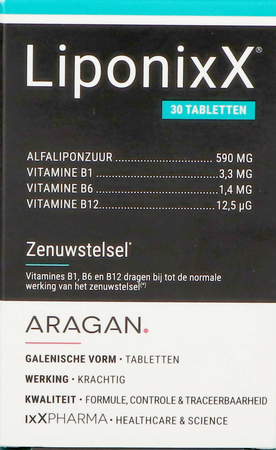 LiponixX®
30 TABLETTEN
ALFALIPONZUUR 590 MG
VITAMINE B1 3,3 MG
VITAMINE B6 1,4 MG
VITAMINE B12 12,5 µG
Zenuwstelsel*
Vitamines B1, B6 en B12 dragen bij tot de normale
werking van het zenuwstelsel(*)
ARAGAN.
GALENISCHE VORM • TABLETTEN
WERKING • KRACHTIG
KWALITEIT • FORMULE, CONTROLE & TRACEERBAARHEID
IXXPHARMA • HEALTHCARE & SCIENCE